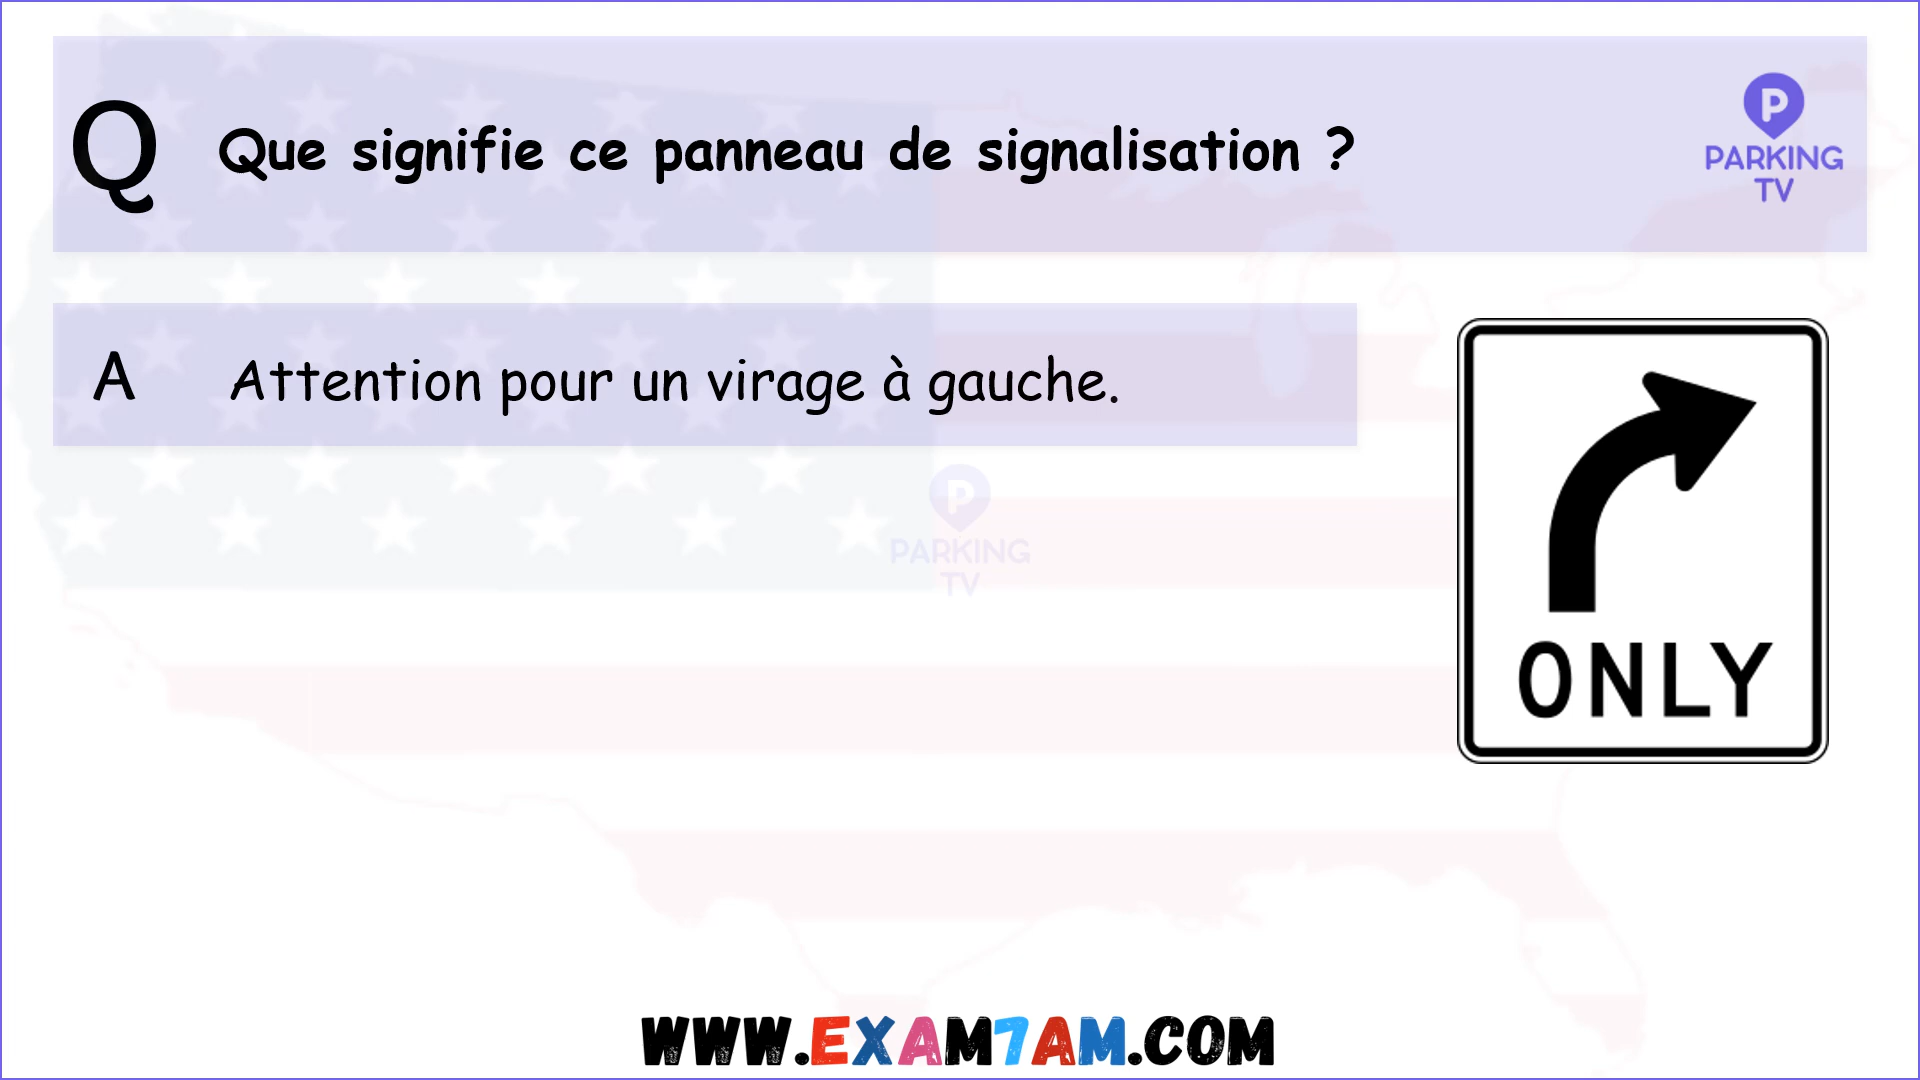 Q Que signifie ce panneau de signalisation ?
P
PARKING
TV
A Attention pour un virage à gauche.
P
PARKING
TV
ONLY
WWW.EXAM7AM.COM